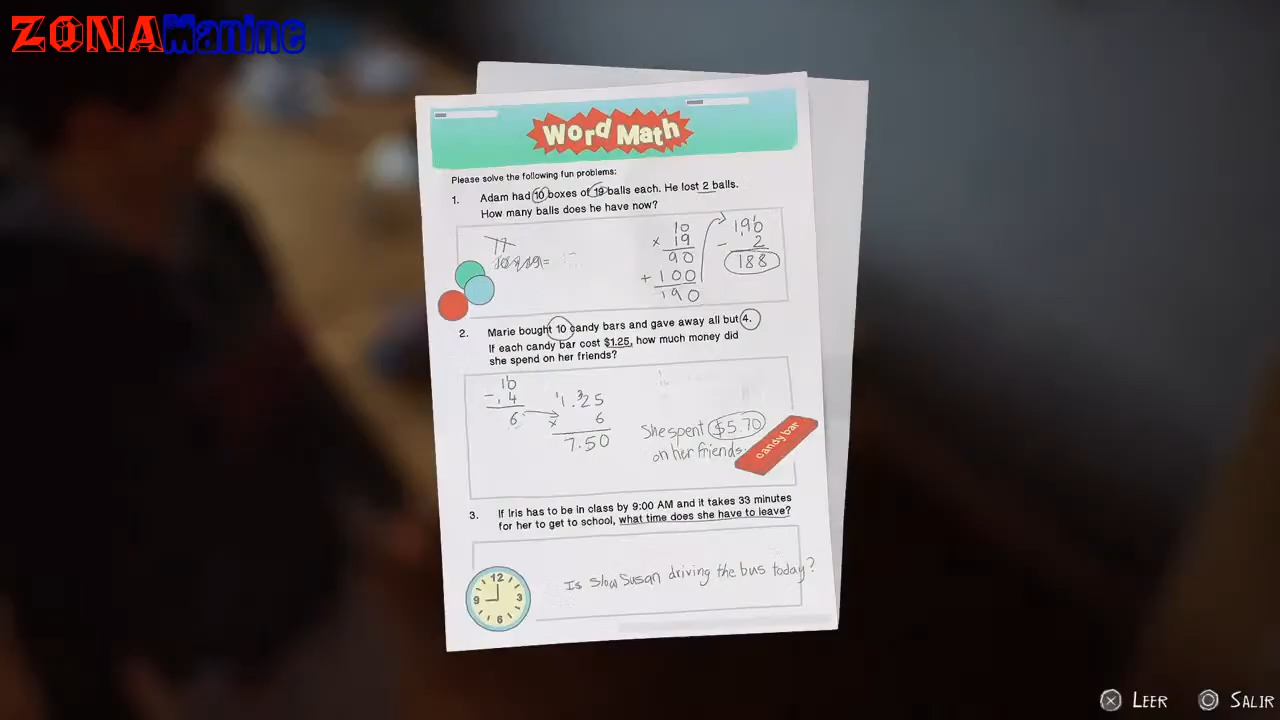 ZONAManinc
Word Math
Please solve the following fun problems:
1. Adam had 10 boxes of 19 balls each. He lost 2 balls.
How many balls does he have now?
10
x 19
90
+ 100
190
190
- 2
188
2. Marie bought 10 candy bars and gave away all but 4.
If each candy bar cost $1.25, how much money did
she spend on her friends?
10
- 4
6
1.25
x 6
7.50
She spent $5.70
on her friends.
candy bar
3. If Iris has to be in class by 9:00 AM and it takes 33 minutes
for her to get to school, what time does she have to leave?
12
9 3
6
Is Slow Susan driving the bus today?
LEER SALIR